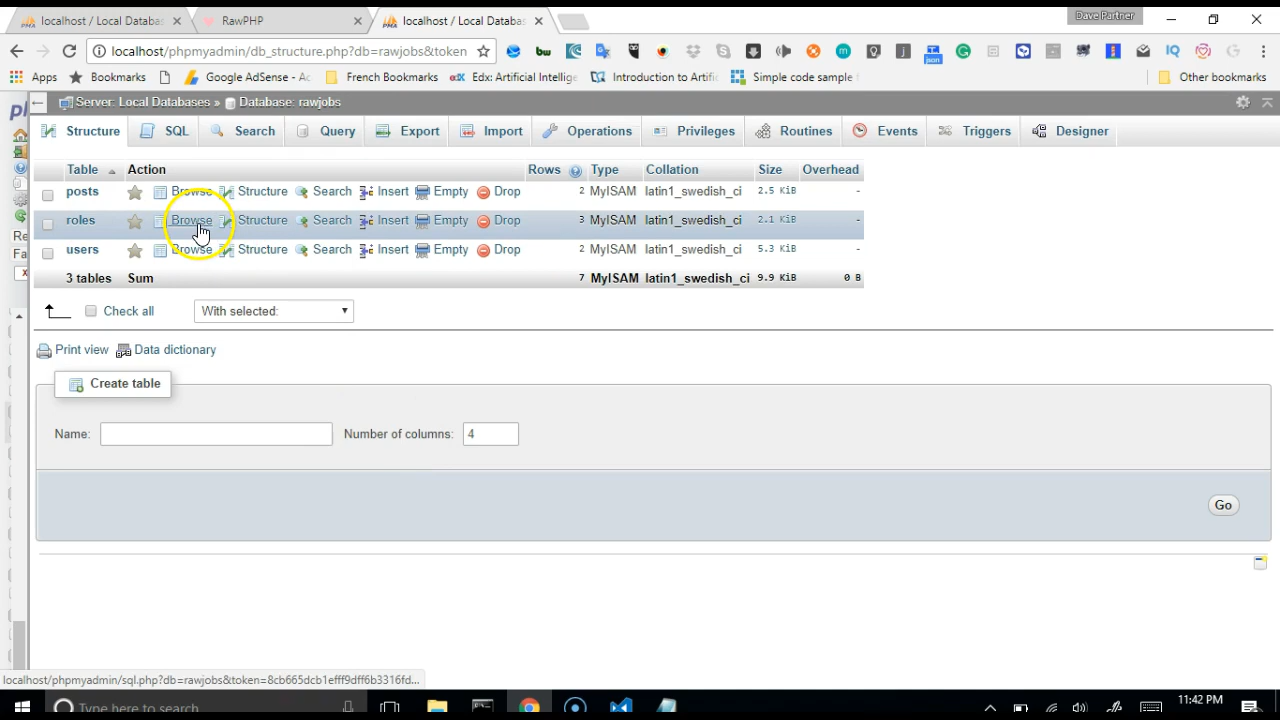 localhost / Local Databas RawPHP localhost / Local Databas Dave Partner
localhost/phpmyadmin/db_structure.php?db=rawjobs&token
Apps Bookmarks Google AdSense - Ac French Bookmarks Edx: Artificial Intellige Introduction to Artific Simple code sample f Other bookmarks
Server: Local Databases » Database: rawjobs
Structure SQL Search Query Export Import Operations Privileges Routines Events Triggers Designer
Table Action Rows Type Collation Size Overhead
posts Browse Structure Search Insert Empty Drop 2 MyISAM latin1_swedish_ci 2.5 KiB -
roles Browse Structure Search Insert Empty Drop 3 MyISAM latin1_swedish_ci 2.1 KiB -
users Browse Structure Search Insert Empty Drop 2 MyISAM latin1_swedish_ci 5.3 KiB -
3 tables Sum 7 MyISAM latin1_swedish_ci 9.9 KiB 0 B
Check all With selected:
Print view Data dictionary
Create table
Name: Number of columns: 4
Go
localhost/phpmyadmin/sql.php?db=rawjobs&token=8cb665dcb1efff9dff6b3316fd...
Type here to search 11:42 PM